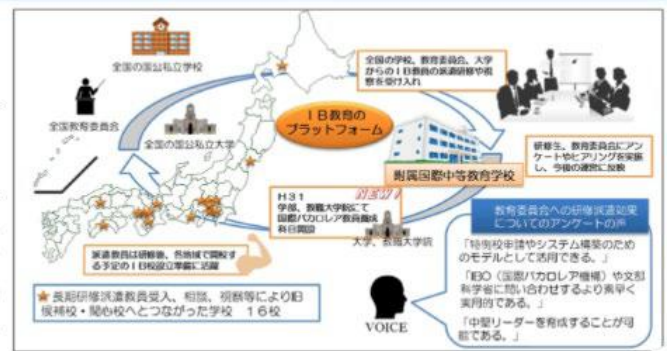 全国の国公私立学校
全国教育委員会
全国の国公私立大学
全国の学校、教育委員会、大学
からのIB教員の派遣研修や視
察を受け入れ
IB教育の
プラットフォーム
附属国際中等教育学校
研修生、教育委員会にアン
ケートやヒアリングを実施
し、今後の運営に反映
NEW!
H31
学部、教職大学院にて
国際バカロレア教員養成
科目開設
大学、教職大学院
派遣教員は研修後、各地域で開校す
る予定のIB校設立準備に活躍
★長期研修派遣教員受入、相談、視察等によりIB
候補校・関心校へとつながった学校 16校
教育委員会への研修派遣効果
についてのアンケートの声
「特例校申請やシステム構築のため
のモデルとして活用できる。」
「IBO（国際バカロレア機構）や文部
科学省に問い合わせするより素早く
実用的である。」
「中堅リーダーを育成することが
可能である。」
VOICE